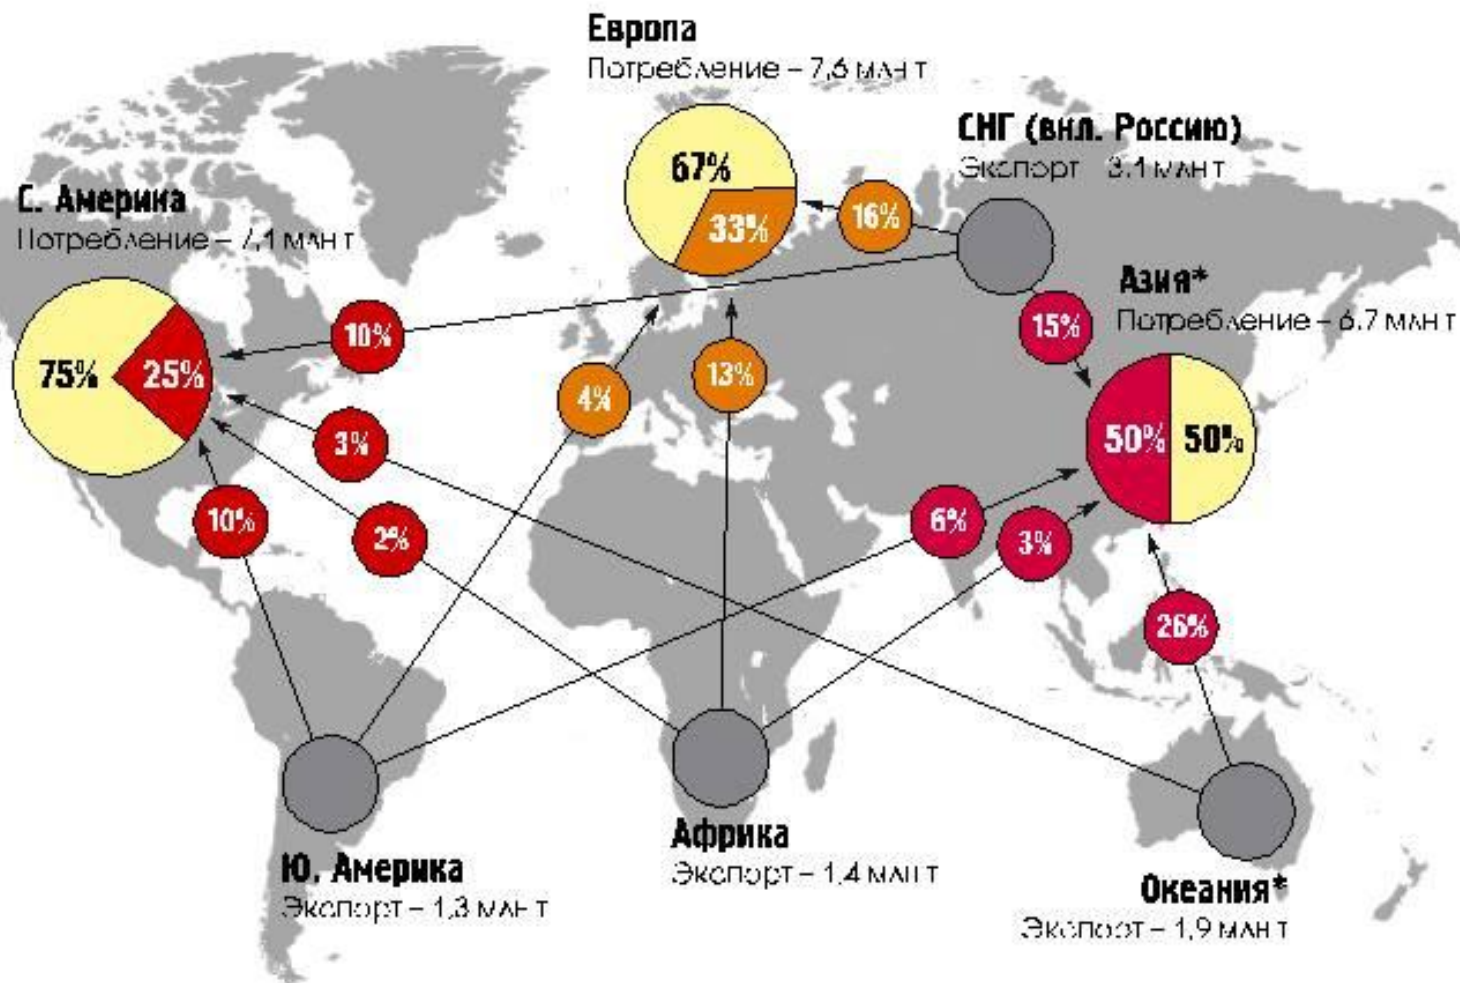 Европа
Потребление – 7,6 млн т
СНГ (вкл. Россию)
Экспорт – 3.1 млн т
67%
33%
16%
С. Америка
Потребление – 7,1 млн т
Азия*
Потребление – 6.7 млн т
10%
15%
75%
25%
4%
13%
3%
50%
50%
10%
2%
6%
3%
26%
Ю. Америка
Экспорт – 1,3 млн т
Африка
Экспорт – 1,4 млн т
Океания*
Экспорт – 1,9 млн т